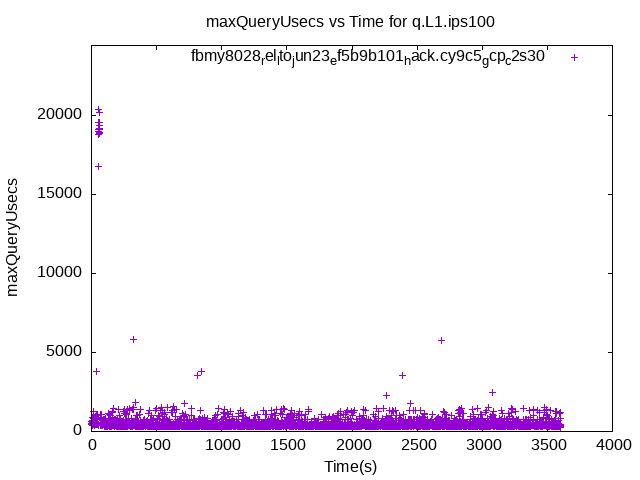 maxQueryUsecs vs Time for q.L1.ips100
fbmy8028relltojun23ef5b9b101hack.cy9c5gcpc2s30
20000
15000
10000
5000
0
maxQueryUsecs
0 500 1000 1500 2000 2500 3000 3500 4000
Time(s)